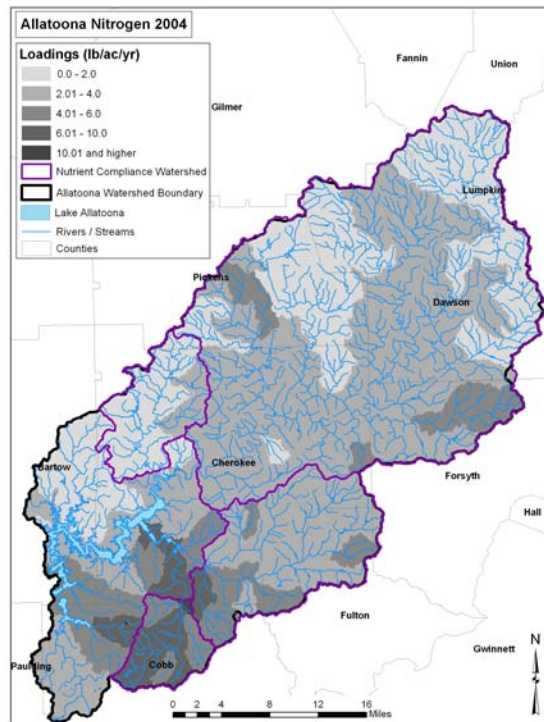 Allatoona Nitrogen 2004
Loadings (lb/ac/yr)
0.0 - 2.0
2.01 - 4.0
4.01 - 6.0
6.01 - 10.0
10.01 and higher
Nutrient Compliance Watershed
Allatoona Watershed Boundary
Lake Allatoona
Rivers / Streams
Counties
Fannin
Union
Gilmer
Lumpkin
Pickens
Dawson
Bartow
Cherokee
Forsyth
Hall
Fulton
Gwinnett
Paulding
Cobb
N
0 2 4 8 12 16
Miles